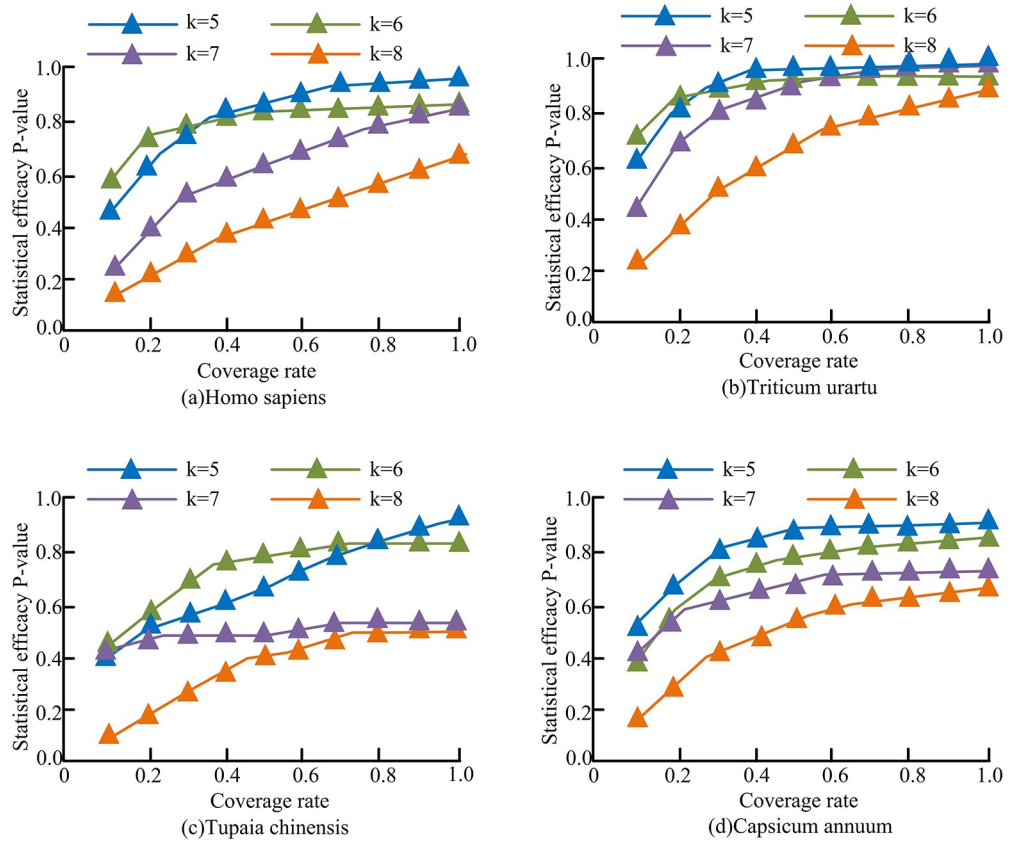 k=5 k=6
k=7 k=8
Statistical efficacy P-value
1.0
0.8
0.6
0.4
0.2
0.0
0 0.2 0.4 0.6 0.8 1.0
Coverage rate
(a)Homo sapiens
k=5 k=6
k=7 k=8
Statistical efficacy P-value
1.0
0.8
0.6
0.4
0.2
0.0
0 0.2 0.4 0.6 0.8 1.0
Coverage rate
(b)Triticum urartu
k=5 k=6
k=7 k=8
Statistical efficacy P-value
1.0
0.8
0.6
0.4
0.2
0.0
0 0.2 0.4 0.6 0.8 1.0
Coverage rate
(c)Tupaia chinensis
k=5 k=6
k=7 k=8
Statistical efficacy P-value
1.0
0.8
0.6
0.4
0.2
0.0
0 0.2 0.4 0.6 0.8 1.0
Coverage rate
(d)Capsicum annuum